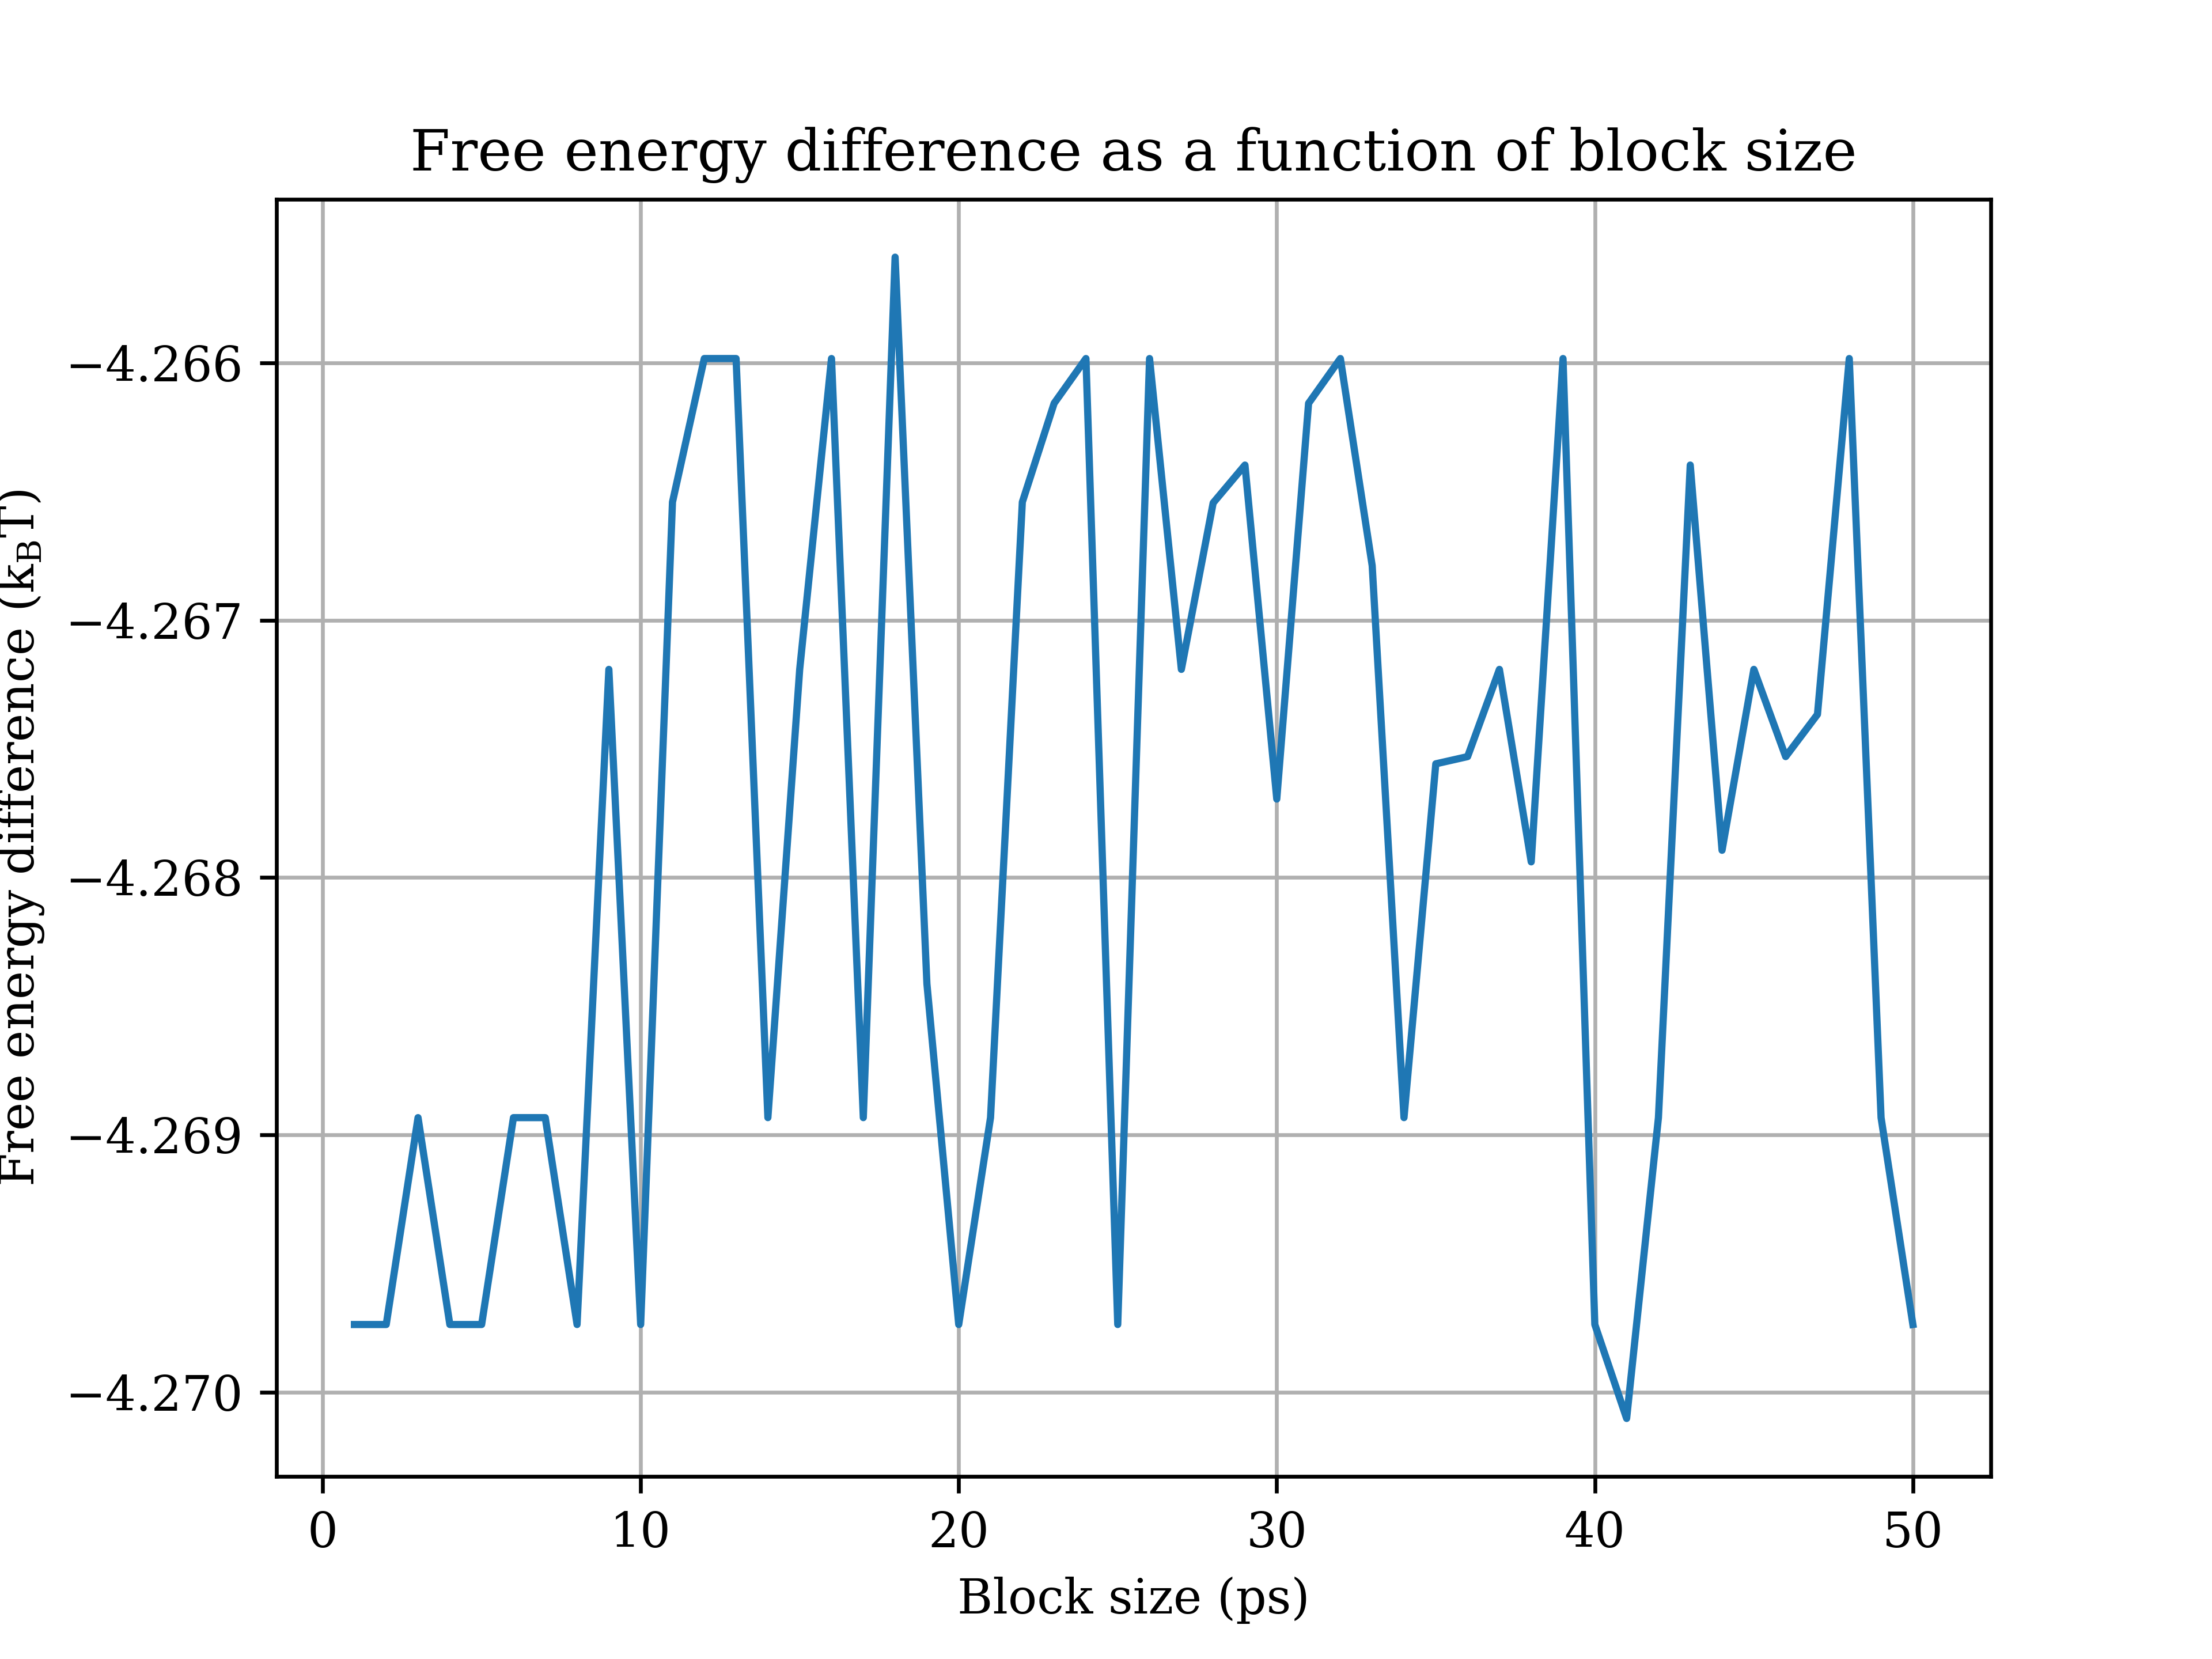 Free energy difference as a function of block size
Free energy difference (k_BT)
−4.266
−4.267
−4.268
−4.269
−4.270
0 10 20 30 40 50
Block size (ps)